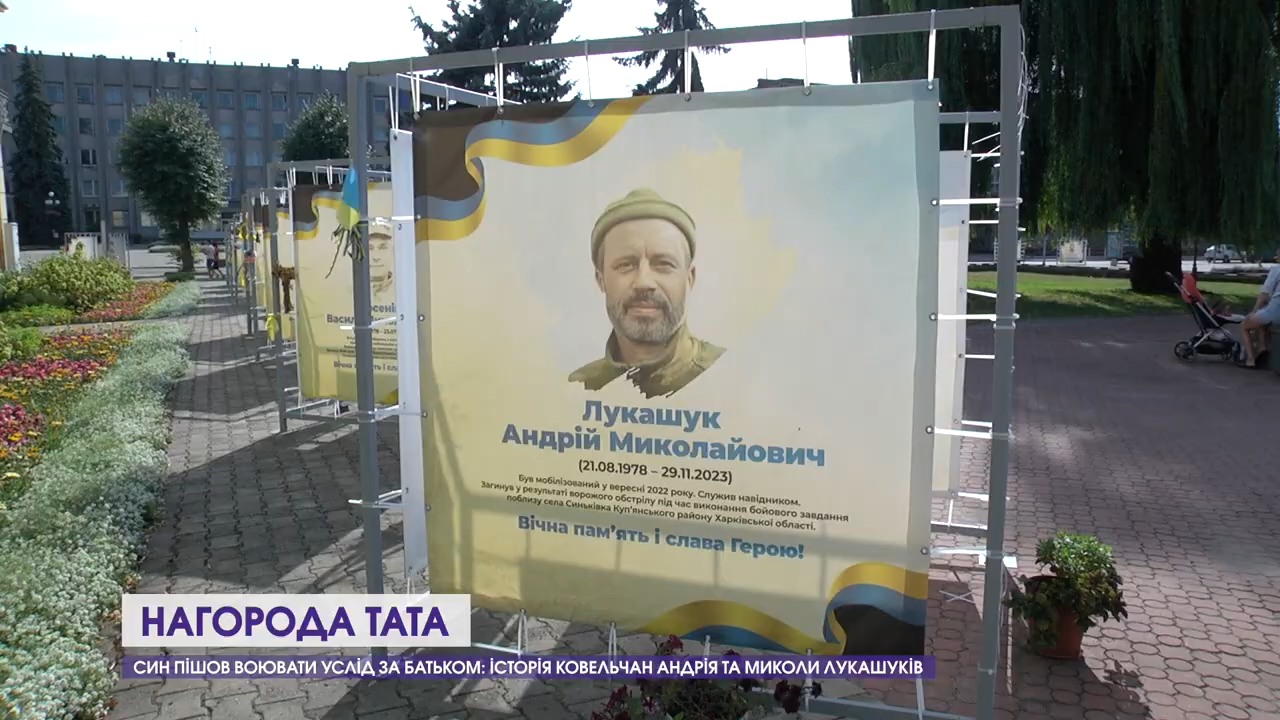 Лукашук
Андрій Миколайович
(21.08.1978 – 29.11.2023)
Був мобілізований у вересні 2022 року. Служив навідником.
Загинув у результаті ворожого обстрілу під час виконання бойового завдання
поблизу села Синьківка Куп'янського району Харківської області.
Вічна пам'ять і слава Герою!
НАГОРОДА ТАТА
СИН ПІШОВ ВОЮВАТИ УСЛІД ЗА БАТЬКОМ: ІСТОРІЯ КОВЕЛЬЧАН АНДРІЯ ТА МИКОЛИ ЛУКАШУКІВ